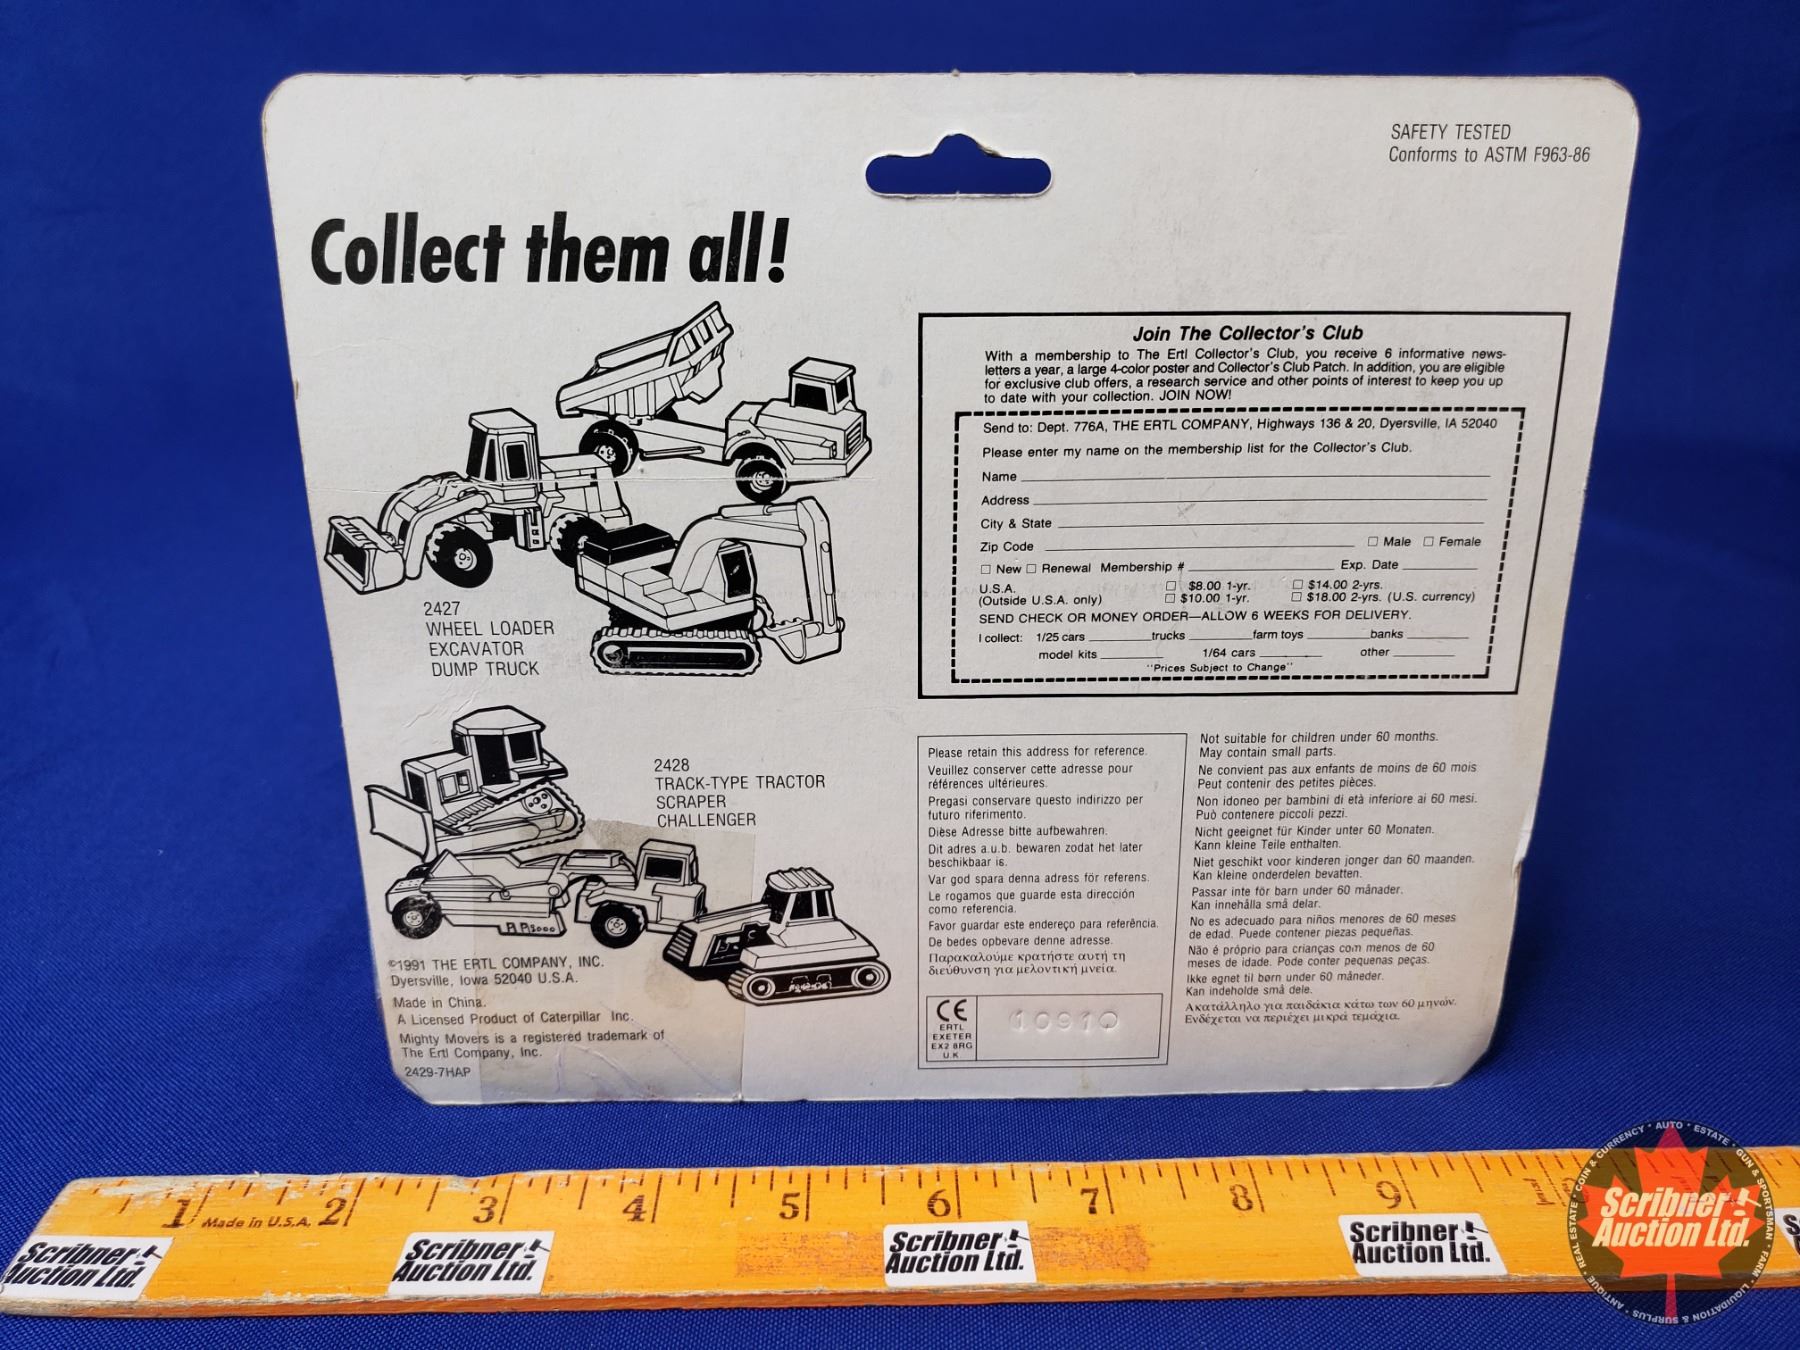 SAFETY TESTED
Conforms to ASTM F963-86
Collect them all!
2427
WHEEL LOADER
EXCAVATOR
DUMP TRUCK
2428
TRACK-TYPE TRACTOR
SCRAPER
CHALLENGER
©1991 THE ERTL COMPANY, INC.
Dyersville, Iowa 52040 U.S.A.
Made in China.
A Licensed Product of Caterpillar Inc.
Mighty Movers is a registered trademark of
The Ertl Company, Inc.
2429-7HAP
Join The Collector's Club
With a membership to The Ertl Collector's Club, you receive 6 informative news-
letters a year, a large 4-color poster and Collector's Club Patch. In addition, you are eligible
for exclusive club offers, a research service and other points of interest to keep you up
to date with your collection. JOIN NOW!
Send to: Dept. 776A, THE ERTL COMPANY, Highways 136 & 20, Dyersville, IA 52040
Please enter my name on the membership list for the Collector's Club.
Name
Address
City & State
Zip Code Male Female
New Renewal Membership # Exp. Date
U.S.A. $8.00 1-yr. $14.00 2-yrs.
(Outside U.S.A. only) $10.00 1-yr. $18.00 2-yrs. (U.S. currency)
SEND CHECK OR MONEY ORDER—ALLOW 6 WEEKS FOR DELIVERY.
I collect: 1/25 cars trucks farm toys banks
model kits 1/64 cars other
"Prices Subject to Change"
Please retain this address for reference.
Veuillez conserver cette adresse pour
références ultérieures.
Pregasi conservare questo indirizzo per
futuro riferimento.
Dièse Adresse bitte aufbewahren.
Dit adres a.u.b. bewaren zodat het later
beschikbaar is.
Var god spara denna adress för referens.
Le rogamos que guarde esta dirección
como referencia.
Favor guardar este endereço para referência.
De bedes opbevare denne adresse.
Παρακαλούμε κρατήστε αυτή τη
διεύθυνση για μελοντική μνεία.
CE
ERTL
EXETER
EX2 8RG
U.K.
10910
Not suitable for children under 60 months.
May contain small parts.
Ne convient pas aux enfants de moins de 60 mois
Peut contenir des petites pièces.
Non idoneo per bambini di età inferiore ai 60 mesi.
Può contenere piccoli pezzi.
Nicht geeignet für Kinder unter 60 Monaten.
Kann kleine Teile enthalten.
Niet geschikt voor kinderen jonger dan 60 maanden.
Kan kleine onderdelen bevatten.
Passar inte för barn under 60 månader.
Kan innehålla små delar.
No es adecuado para niños menores de 60 meses
de edad. Puede contener piezas pequeñas.
Não é próprio para crianças com menos de 60
meses de idade. Pode conter pequenas peças.
Ikke egnet til børn under 60 måneder.
Kan indeholde små dele.
Ακατάλληλο για παιδάκια κάτω των 60 μηνών.
Ενδέχεται να περιέχει μικρά τεμάχια.
1 2 3 4 5 6 7 8 9
Made in U.S.A.
Scribner
Auction Ltd.
Scribner
Auction Ltd.
Scribner
Auction Ltd.
Scribner
Auction Ltd.
COIN & CURRENCY * AUTO * ESTATE * GUN & SPORTSMAN * FARM * LIQUIDATION & SURPLUS * ANTIQUE * REAL ESTATE
Scribner
Auction Ltd.